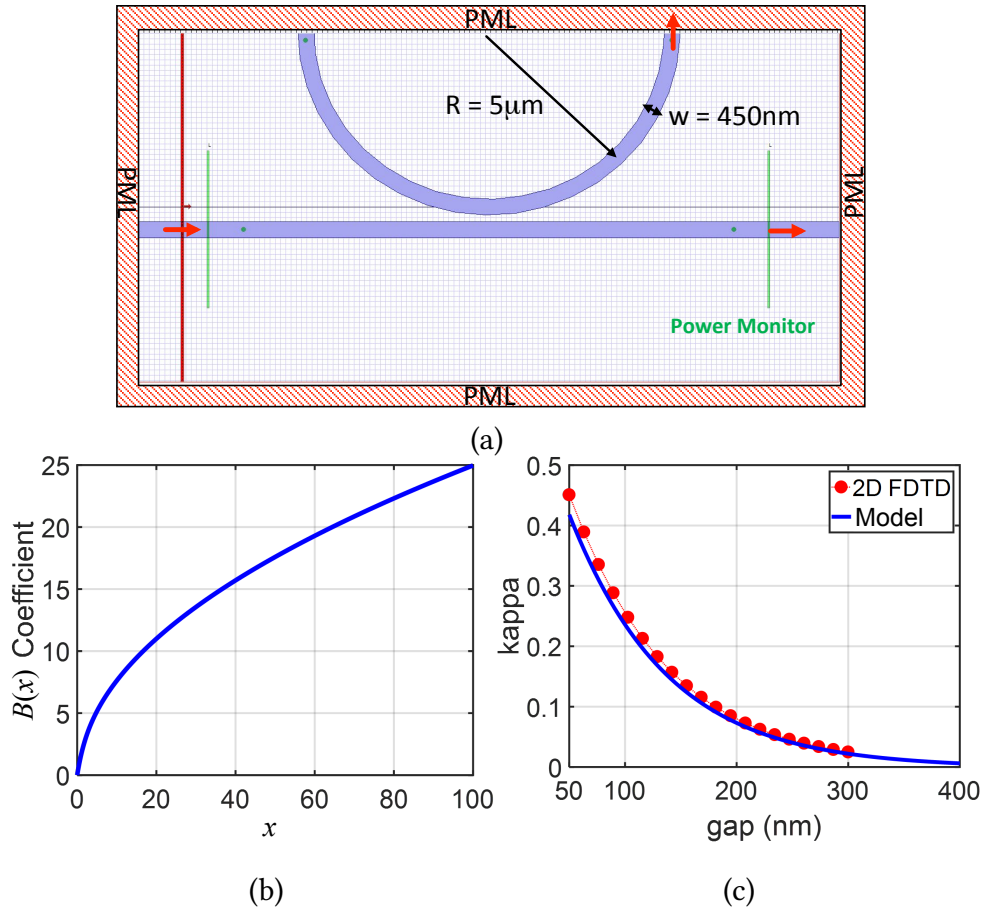 PML
R = 5μm
w = 450nm
PML
PML
Power Monitor
PML
(a)
25
20
15
10
5
0
B(x) Coefficient
0 20 40 60 80 100
x
(b)
0.5
0.4
0.3
0.2
0.1
0
kappa
2D FDTD
Model
50 100 200 300 400
gap (nm)
(c)